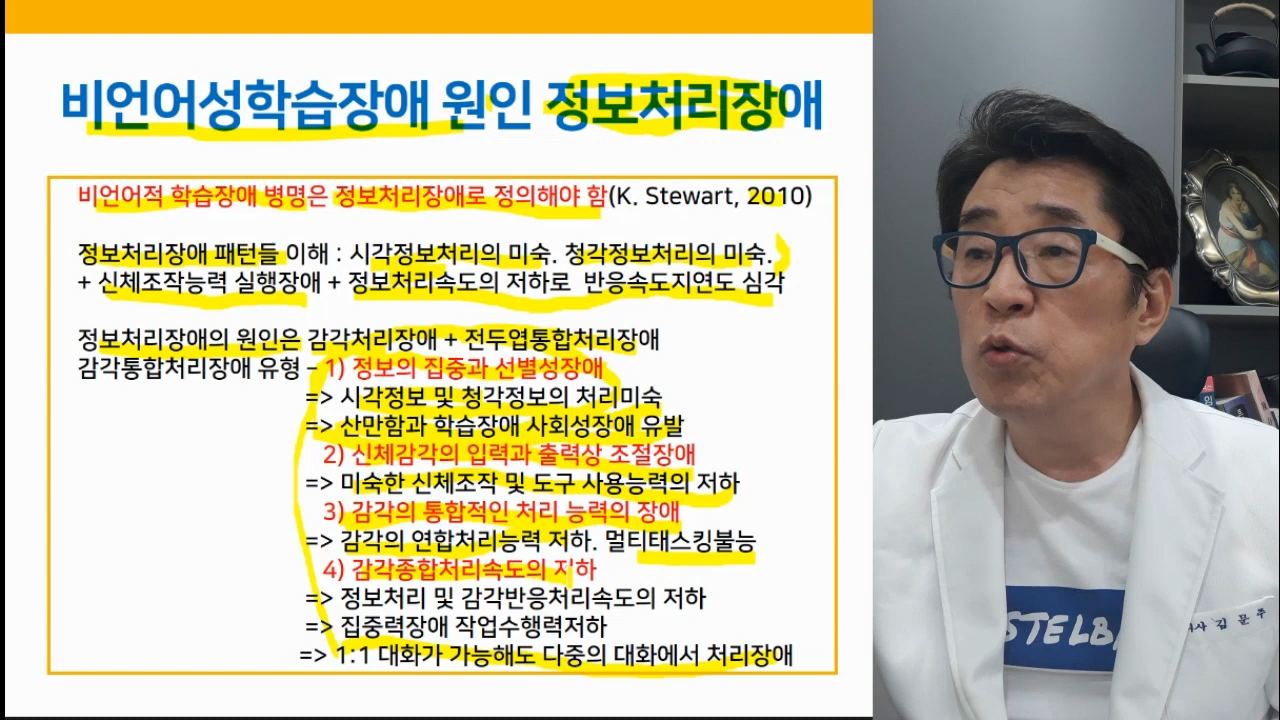 비언어성학습장애 원인 정보처리장애
비언어적 학습장애 병명은 정보처리장애로 정의해야 함(K. Stewart, 2010)
정보처리장애 패턴들 이해 : 시각정보처리의 미숙. 청각정보처리의 미숙.
+ 신체조작능력 실행장애 + 정보처리속도의 저하로 반응속도지연도 심각
정보처리장애의 원인은 감각처리장애 + 전두엽통합처리장애
감각통합처리장애 유형 – 1) 정보의 집중과 선별성장애
=> 시각정보 및 청각정보의 처리미숙
=> 산만함과 학습장애 사회성장애 유발
2) 신체감각의 입력과 출력상 조절장애
=> 미숙한 신체조작 및 도구 사용능력의 저하
3) 감각의 통합적인 처리 능력의 장애
=> 감각의 연합처리능력 저하. 멀티태스킹불능
4) 감각종합처리속도의 저하
=> 정보처리 및 감각반응처리속도의 저하
=> 집중력장애 작업수행력저하
=> 1:1 대화가 가능해도 다중의 대화에서 처리장애
STELB
사 김 문 주